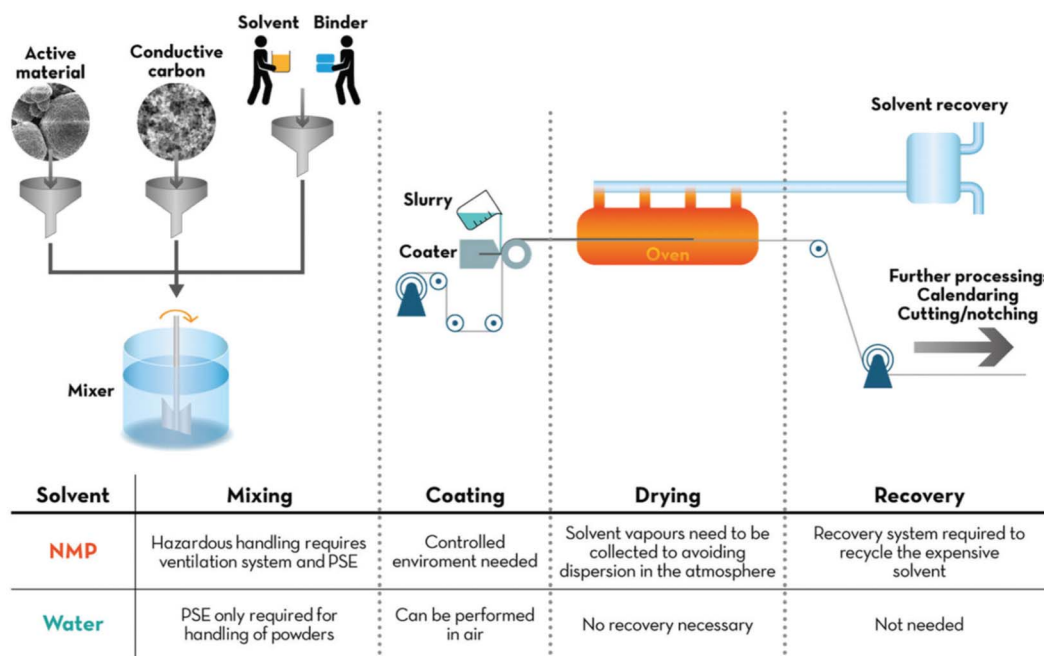 Solvent
Binder
Active
material
Conductive
carbon
Solvent recovery
Slurry
Coater
Oven
Further processing:
Calendaring
Cutting/notching
Mixer
Solvent
Mixing
Coating
Drying
Recovery
NMP
Hazardous handling requires
ventilation system and PSE
Controlled
enviroment needed
Solvent vapours need to be
collected to avoiding
dispersion in the atmosphere
Recovery system required to
recycle the expensive
solvent
Water
PSE only required for
handling of powders
Can be performed
in air
No recovery necessary
Not needed